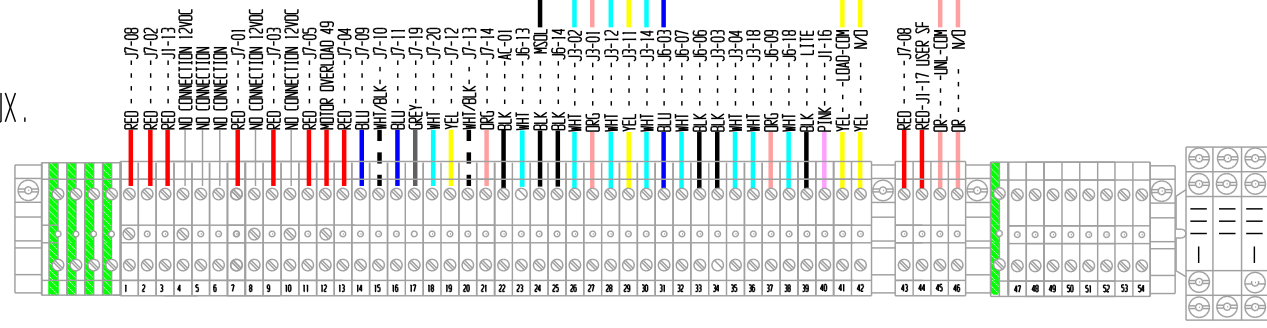 UX.
RED - - - - J7-08
RED - - - - J7-02
RED - - - - J1-13
NO CONNECTION 12VDC
NO CONNECTION
NO CONNECTION
RED - - - - J7-01
NO CONNECTION 12VDC
RED - - - - J7-03
NO CONNECTION 12VDC
RED - - - - J7-05
MOTOR OVERLOAD 49
RED - - - - J7-04
BLU - - - - J7-09
WHT/BLK- - J7-10
BLU - - - - J7-11
GREY - - - J7-19
WHT - - - - J7-20
YEL - - - - J7-12
WHT/BLK- - J7-13
ORG - - - - J7-14
BLK - - - - AC-01
WHT - - - - J6-13
BLK - - - - MSOL
BLK - - - - J6-14
WHT - - - - J3-02
ORG - - - - J3-01
WHT - - - - J3-12
YEL - - - - J3-11
WHT - - - - J3-14
BLU - - - - J6-03
WHT - - - - J6-07
BLK - - - - J6-06
BLK - - - - J3-03
WHT - - - - J3-04
WHT - - - - J3-18
ORG - - - - J6-09
WHT - - - - J6-18
BLK - - - - LITE
PINK- - - - J1-16
YEL - - -LOAD-COM
YEL - - - - N/O
RED - - - - J7-08
RED-J1-17 USER SF
OR- - -UNL-COM
OR - - - - N/O
1 2 3 4 5 6 7 8 9 10 11 12 13 14 15 16 17 18 19 20 21 22 23 24 25 26 27 28 29 30 31 32 33 34 35 36 37 38 39 40 41 42 43 44 45 46 47 48 49 50 51 52 53 54